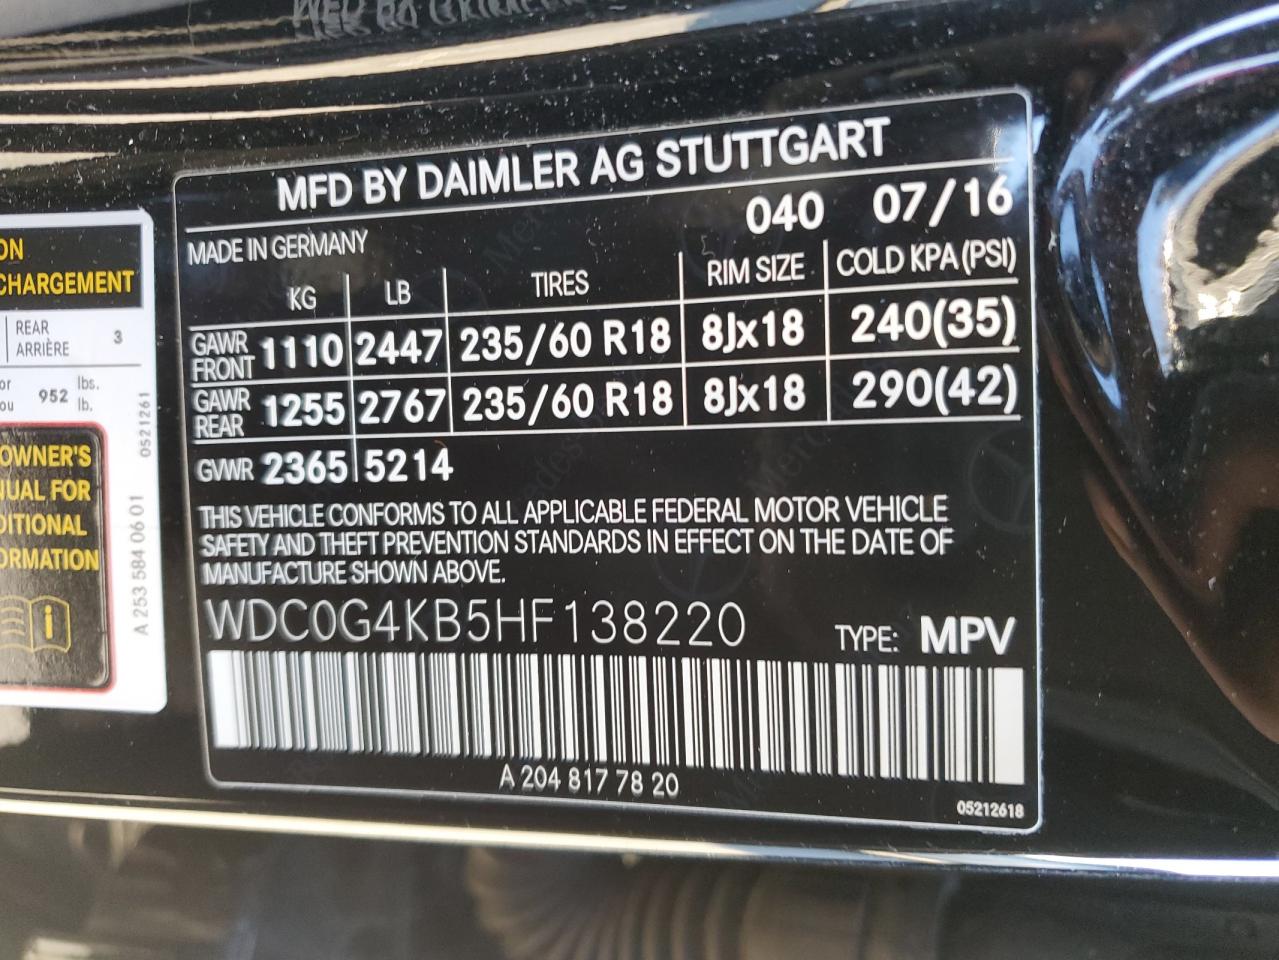 MFD BY DAIMLER AG STUTTGART
040 07/16
MADE IN GERMANY
KG LB TIRES RIM SIZE COLD KPA (PSI)
GAWR FRONT 1110 2447 235/60 R18 8Jx18 240(35)
GAWR REAR 1255 2767 235/60 R18 8Jx18 290(42)
GVWR 2365 5214
THIS VEHICLE CONFORMS TO ALL APPLICABLE FEDERAL MOTOR VEHICLE
SAFETY AND THEFT PREVENTION STANDARDS IN EFFECT ON THE DATE OF
MANUFACTURE SHOWN ABOVE.
WDC0G4KB5HF138220 TYPE: MPV
A 204 817 78 20
05212618
CHARGEMENT
REAR
ARRIÈRE 3
or 952 lbs.
ou lb.
OWNER'S
FOR
0521261
A 253 584 06 01